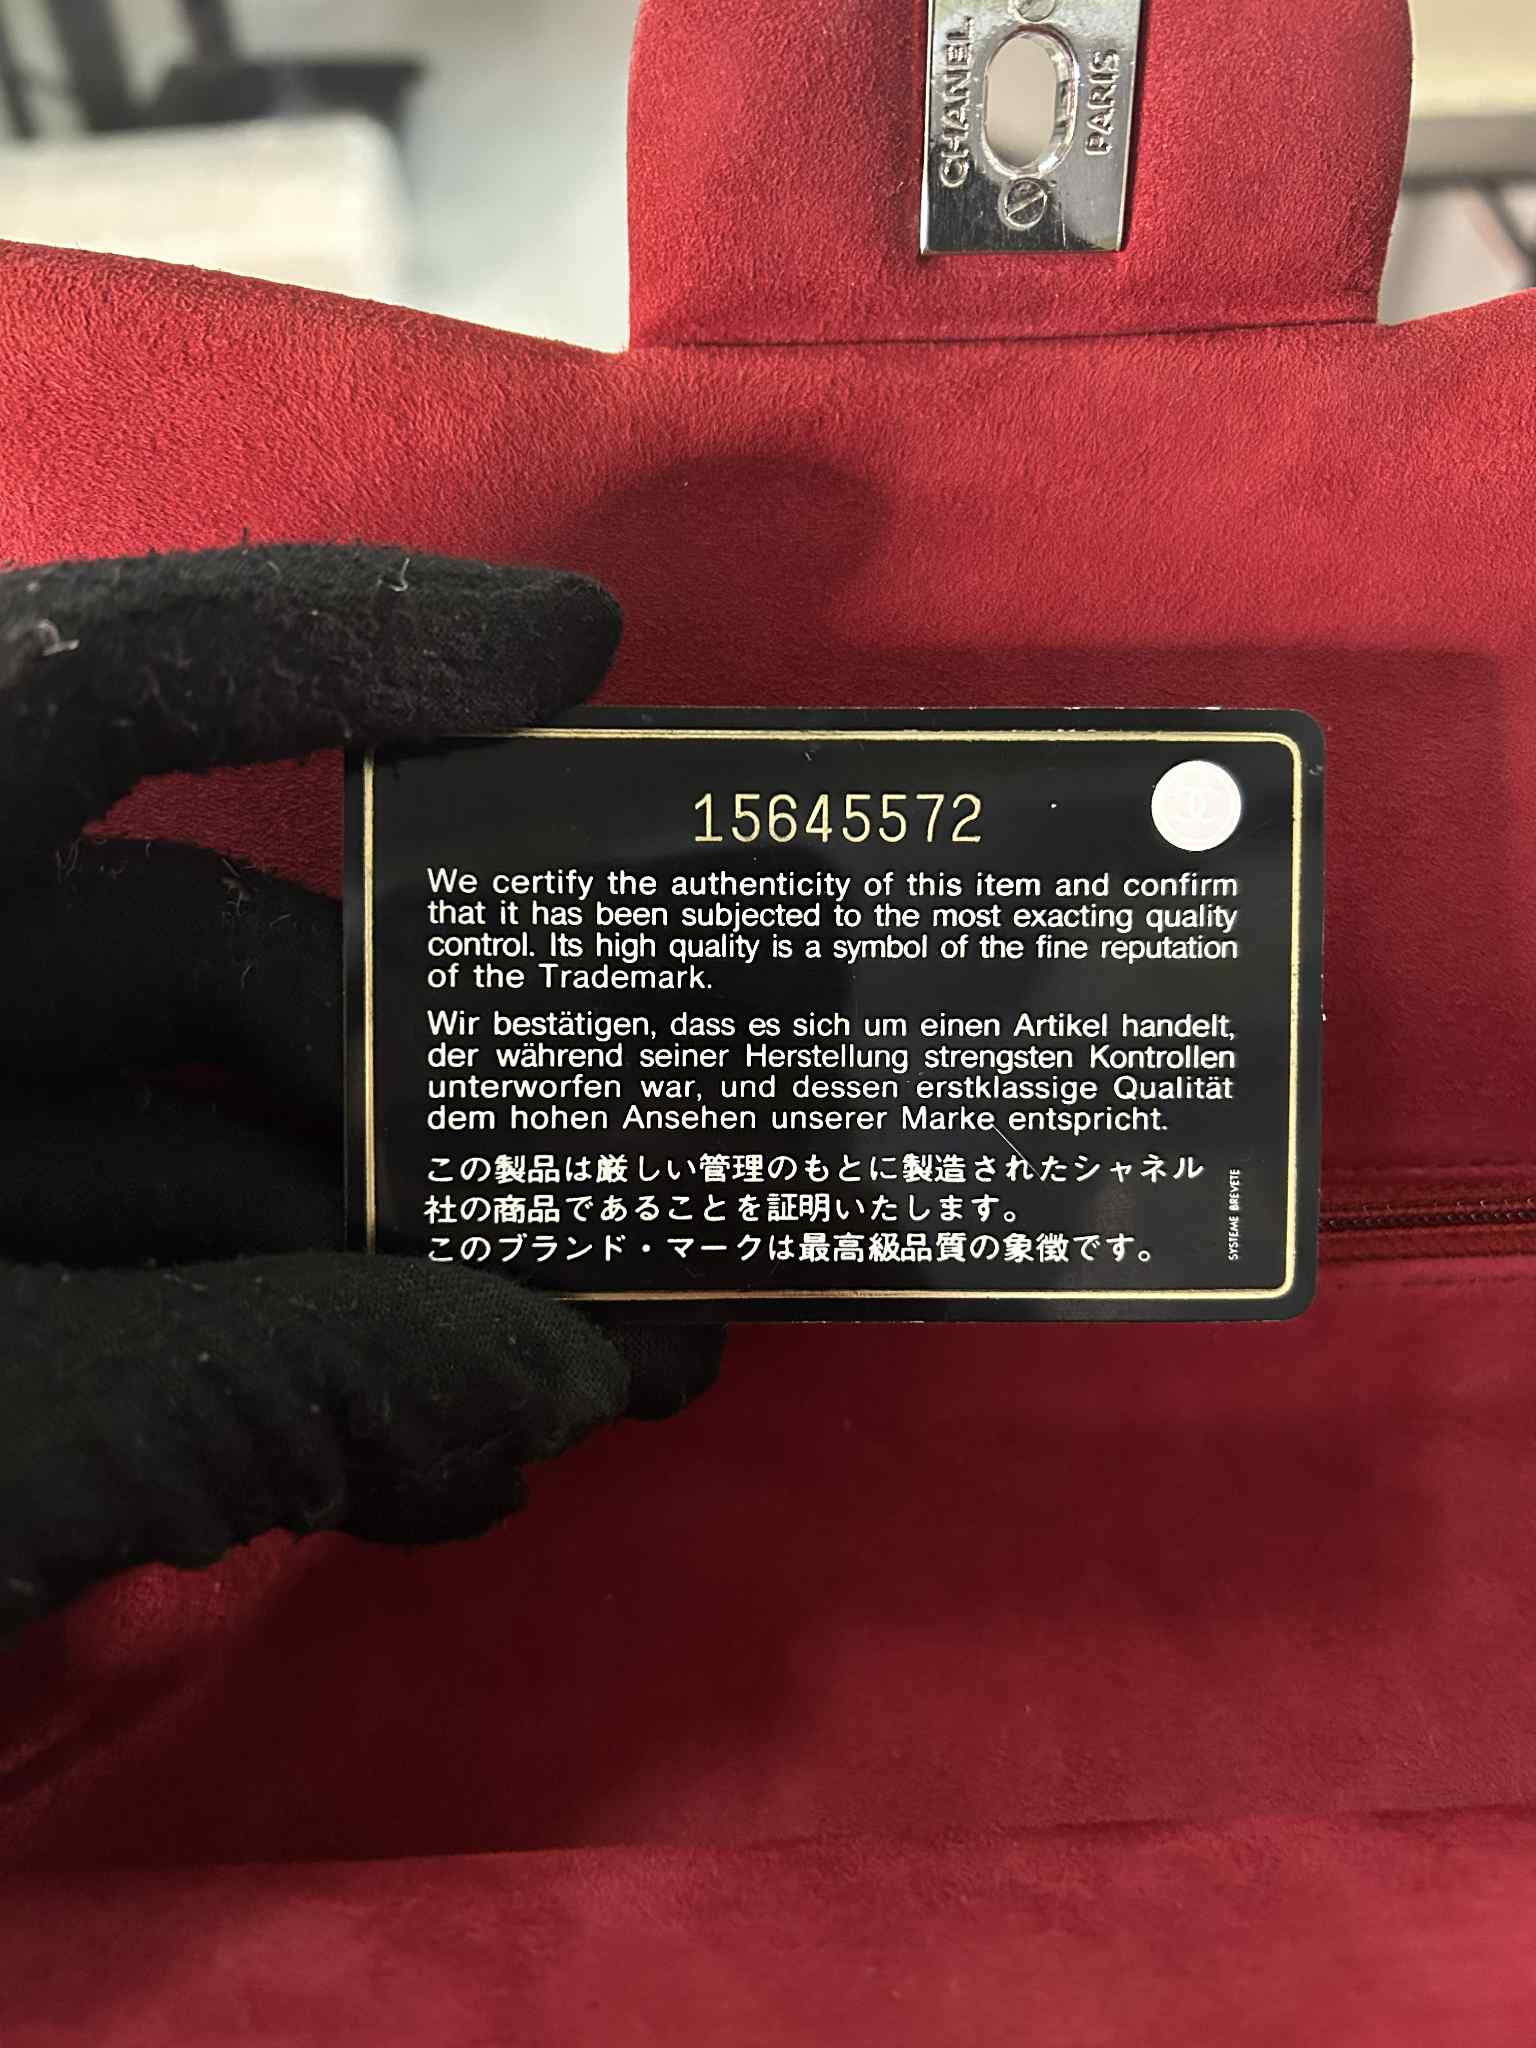 CHANEL
PARIS
15645572
We certify the authenticity of this item and confirm
that it has been subjected to the most exacting quality
control. Its high quality is a symbol of the fine reputation
of the Trademark.
Wir bestätigen, dass es sich um einen Artikel handelt,
der während seiner Herstellung strengsten Kontrollen
unterworfen war, und dessen erstklassige Qualität
dem hohen Ansehen unserer Marke entspricht.
この製品は厳しい管理のもとに製造されたシャネル
社の商品であることを証明いたします。
このブランド・マークは最高級品質の象徴です。
SYSTEME BREVETE